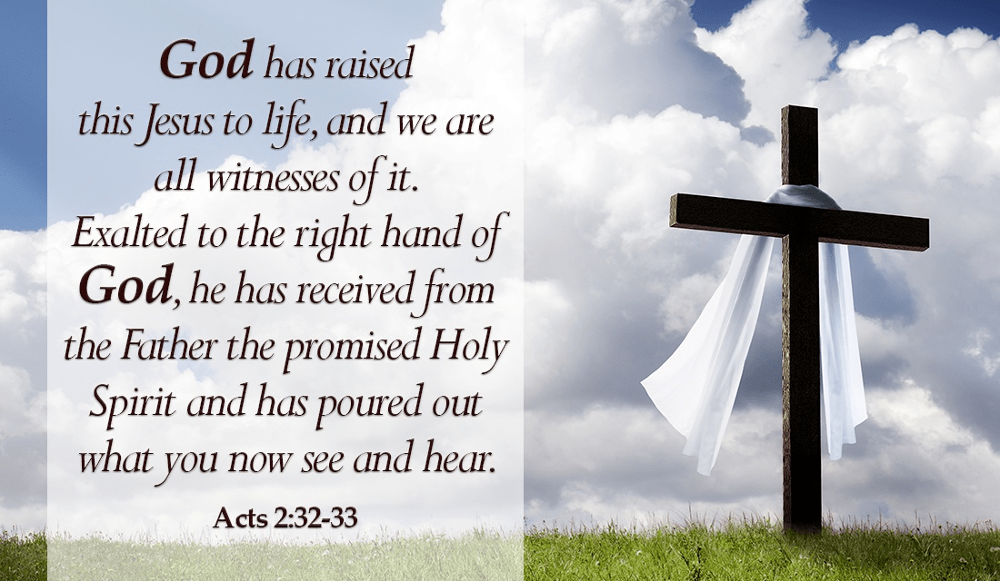 God has raised
this Jesus to life, and we are
all witnesses of it.
Exalted to the right hand of
God, he has received from
the Father the promised Holy
Spirit and has poured out
what you now see and hear.
Acts 2:32-33